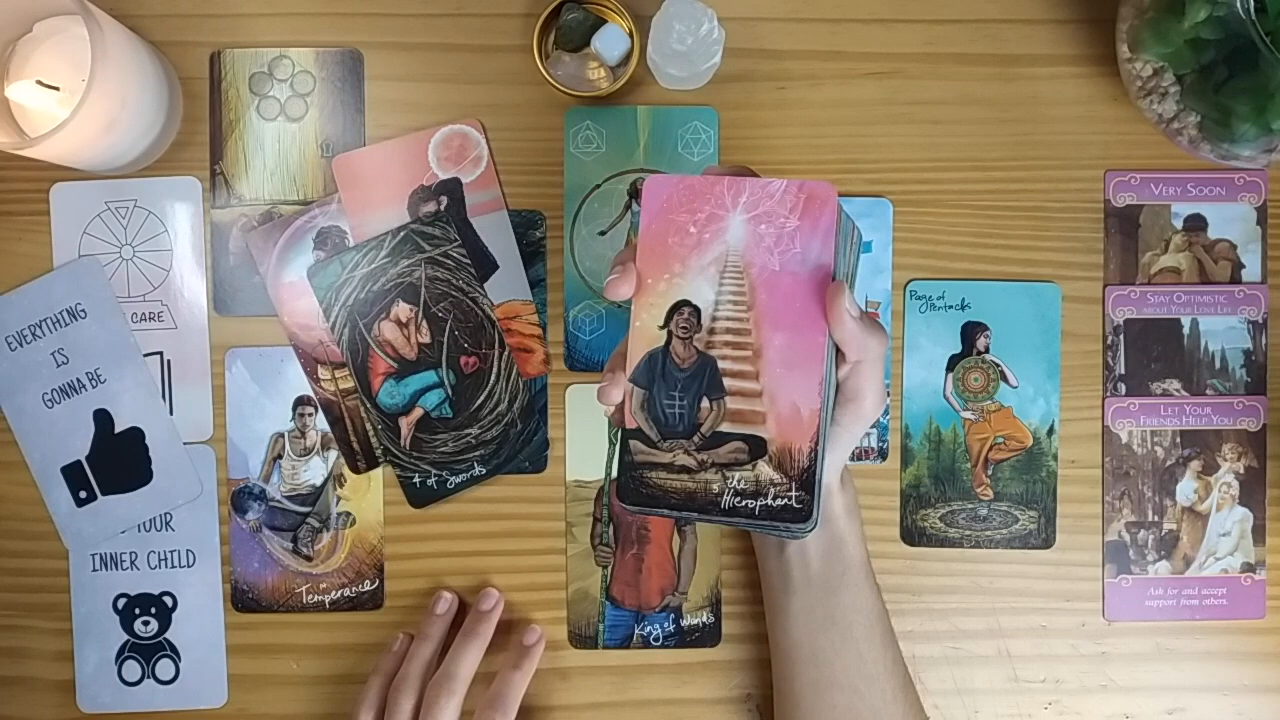 CARE
EVERYTHING
IS
GONNA BE
YOUR
INNER CHILD
14
Temperance
4 of Swords
King of Wands
5 the
Hierophant
Page of
Pentacles
VERY SOON
STAY OPTIMISTIC
ABOUT YOUR LOVE LIFE
LET YOUR
FRIENDS HELP YOU
Ask for and accept
support from others.